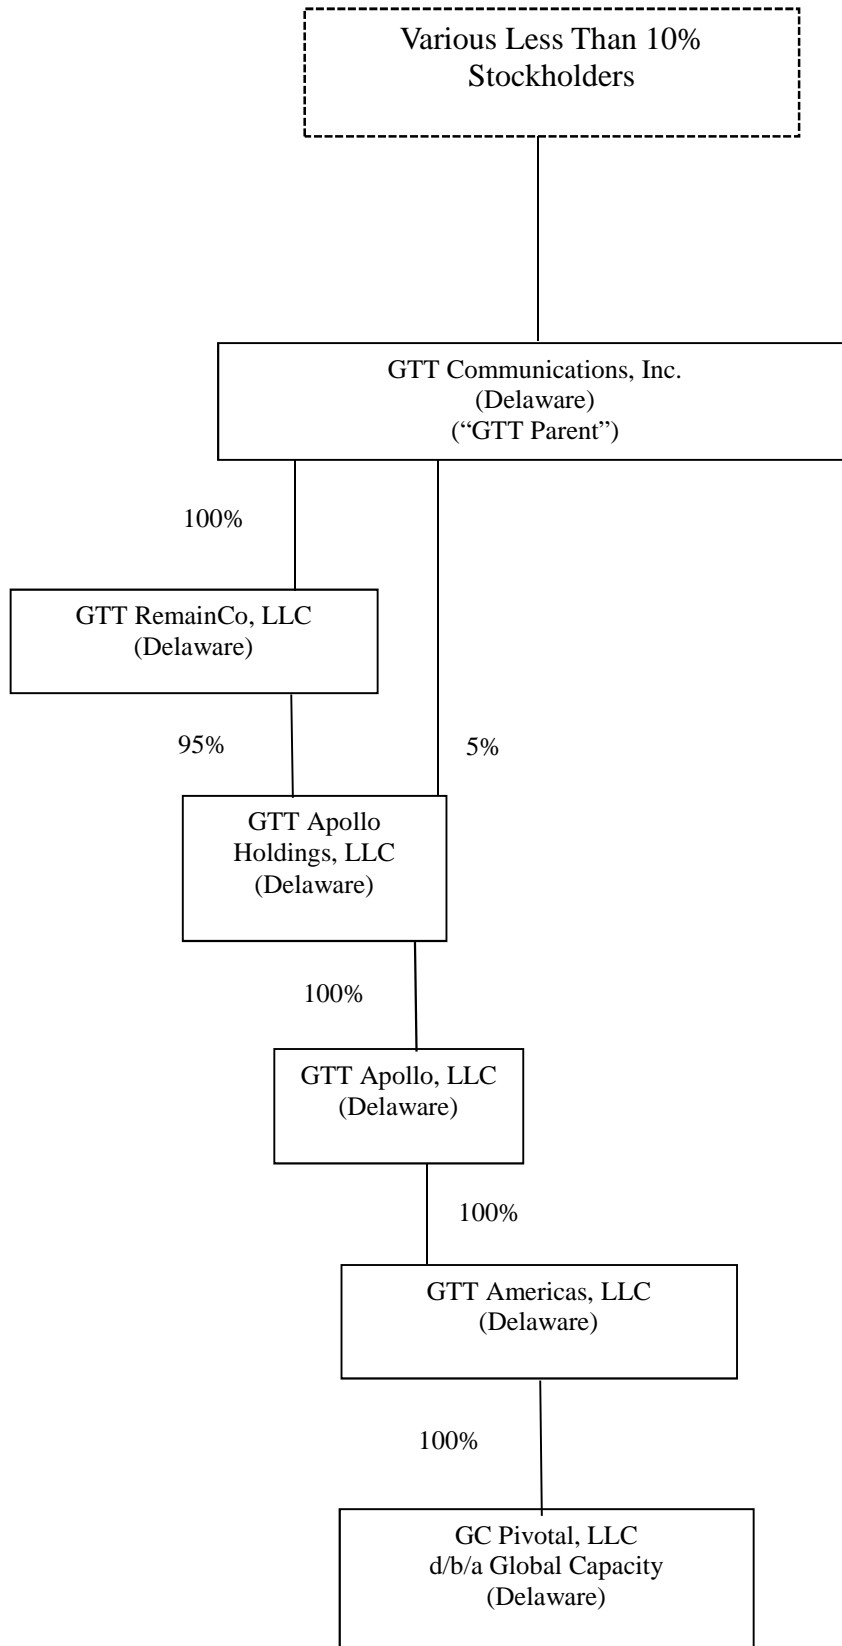 Various Less Than 10%
Stockholders
GTT Communications, Inc.
(Delaware)
(“GTT Parent”)
100%
GTT RemainCo, LLC
(Delaware)
95%
5%
GTT Apollo
Holdings, LLC
(Delaware)
100%
GTT Apollo, LLC
(Delaware)
100%
GTT Americas, LLC
(Delaware)
100%
GC Pivotal, LLC
d/b/a Global Capacity
(Delaware)